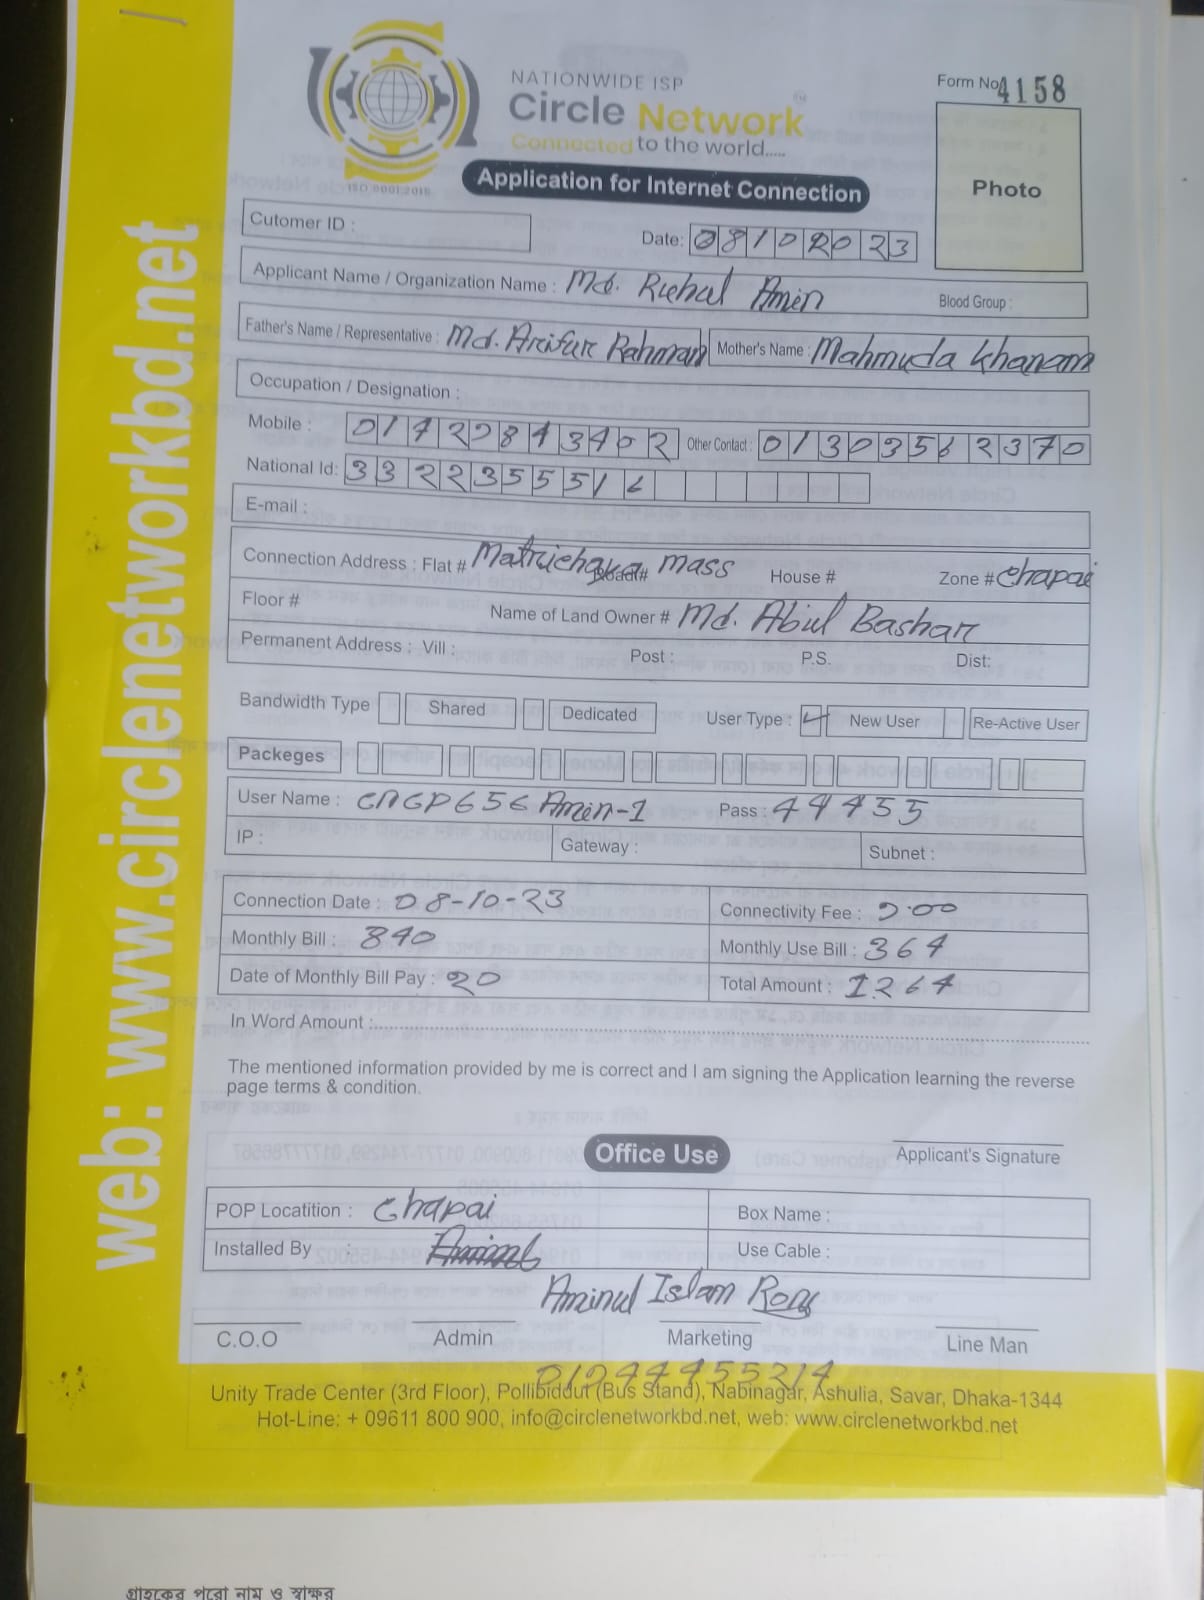 NATIONWIDE ISP
Circle Network ™
Connected to the world.....
ISO 9001:2015
Form No 4158
Photo
Application for Internet Connection
web: www.circlenetworkbd.net
Cutomer ID :
Date: 08102023
Applicant Name / Organization Name : Md. Ruhul Amin Blood Group :
Father's Name / Representative : Md. Arifur Rahman Mother's Name : Mahmuda Khanam
Occupation / Designation :
Mobile : Other Contact :
National Id: 3322355516
E-mail :
Connection Address : Flat # Road# mass House # Zone # Chapai
Floor # Name of Land Owner # Md. Abul Bashar
Permanent Address : Vill : Post : P.S. Dist:
Bandwidth Type Shared Dedicated User Type : New User Re-Active User
Packeges
User Name : Pass : 44455
IP : Gateway : Subnet :
Connection Date : 08-10-23 Connectivity Fee :
Monthly Bill : 840 Monthly Use Bill : 364
Date of Monthly Bill Pay : 20 Total Amount : 1264
In Word Amount :
The mentioned information provided by me is correct and I am signing the Application learning the reverse
page terms & condition.
Office Use
Applicant's Signature
POP Locatition : Chapai Box Name :
Installed By : Use Cable :
Aminul Islam
C.O.O Admin Marketing Line Man
Unity Trade Center (3rd Floor), Pollibiddut (Bus Stand), Nabinagar, Ashulia, Savar, Dhaka-1344
Hot-Line: + 09611 800 900, info@circlenetworkbd.net, web: www.circlenetworkbd.net
গ্রাহকের পুরো নাম ও স্বাক্ষর